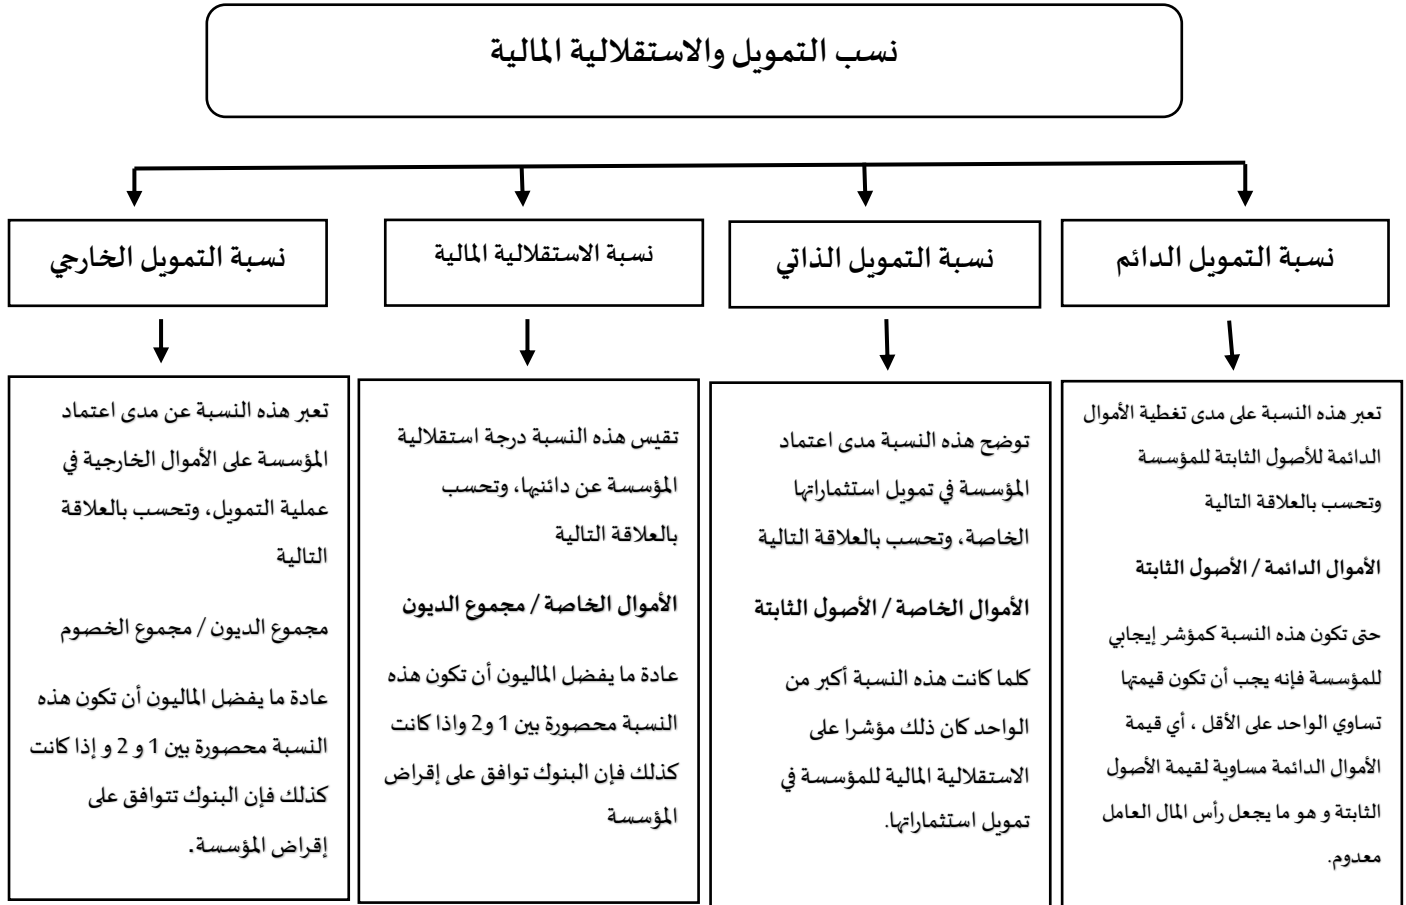 نسب التمويل والاستقلالية المالية
نسبة التمويل الدائم
نسبة التمويل الذاتي
نسبة الاستقلالية المالية
نسبة التمويل الخارجي
تعبر هذه النسبة على مدى تغطية الأموال
الدائمة للأصول الثابتة للمؤسسة
وتحسب بالعلاقة التالية
الأموال الدائمة / الأصول الثابتة
حتى تكون هذه النسبة كمؤشر إيجابي
للمؤسسة فإنه يجب أن تكون قيمتها
تساوي الواحد على الأقل ، أي قيمة
الأموال الدائمة مساوية لقيمة الأصول
الثابتة و هو ما يجعل رأس المال العامل
معدوم.
توضح هذه النسبة مدى اعتماد
المؤسسة في تمويل استثماراتها
الخاصة، وتحسب بالعلاقة التالية
الأموال الخاصة / الأصول الثابتة
كلما كانت هذه النسبة أكبر من
الواحد كان ذلك مؤشرا على
الاستقلالية المالية للمؤسسة في
تمويل استثماراتها.
تقيس هذه النسبة درجة استقلالية
المؤسسة عن دائنيها، وتحسب
بالعلاقة التالية
الأموال الخاصة / مجموع الديون
عادة ما يفضل الماليون أن تكون هذه
النسبة محصورة بين 1 و2 واذا كانت
كذلك فإن البنوك توافق على إقراض
المؤسسة
تعبر هذه النسبة عن مدى اعتماد
المؤسسة على الأموال الخارجية في
عملية التمويل، وتحسب بالعلاقة
التالية
مجموع الديون / مجموع الخصوم
عادة ما يفضل الماليون أن تكون هذه
النسبة محصورة بين 1 و 2 و إذا كانت
كذلك فإن البنوك تتوافق على
إقراض المؤسسة.